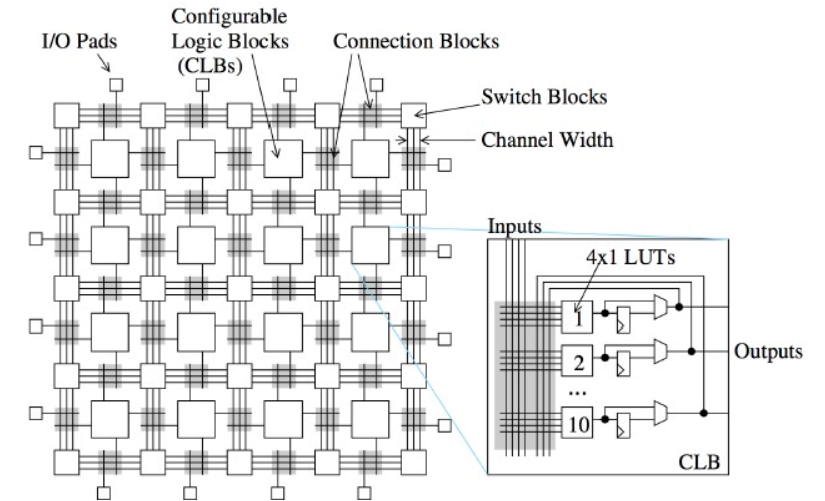 Configurable
Logic Blocks
(CLBs)
I/O Pads
Connection Blocks
Switch Blocks
Channel Width
Inputs
4x1 LUTs
1
2
...
10
Outputs
CLB